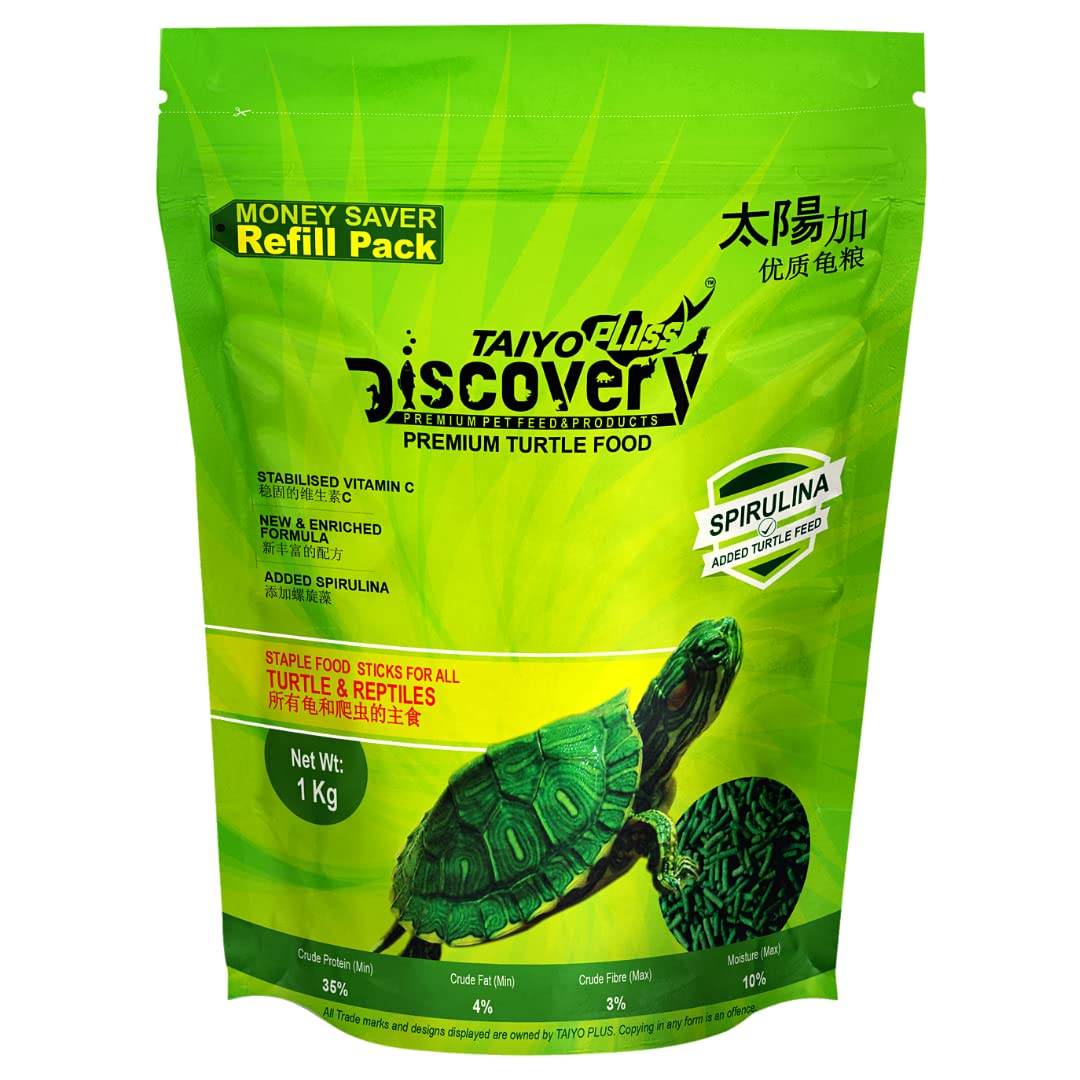 MONEY SAVER
Refill Pack
太陽加
优质龟粮
TAIYO PLUSS™
Discovery
PREMIUM PET FEED & PRODUCTS
PREMIUM TURTLE FOOD
STABILISED VITAMIN C
稳固的维生素C
NEW & ENRICHED
FORMULA
新丰富的配方
ADDED SPIRULINA
添加螺旋藻
SPIRULINA
ADDED TURTLE FEED
STAPLE FOOD STICKS FOR ALL
TURTLE & REPTILES
所有龟和爬虫的主食
Net Wt:
1 Kg
Crude Protein (Min)
35%
Crude Fat (Min)
4%
Crude Fibre (Max)
3%
Moisture (Max)
10%
All Trade marks and designs displayed are owned by TAIYO PLUS. Copying in any form is an offence.